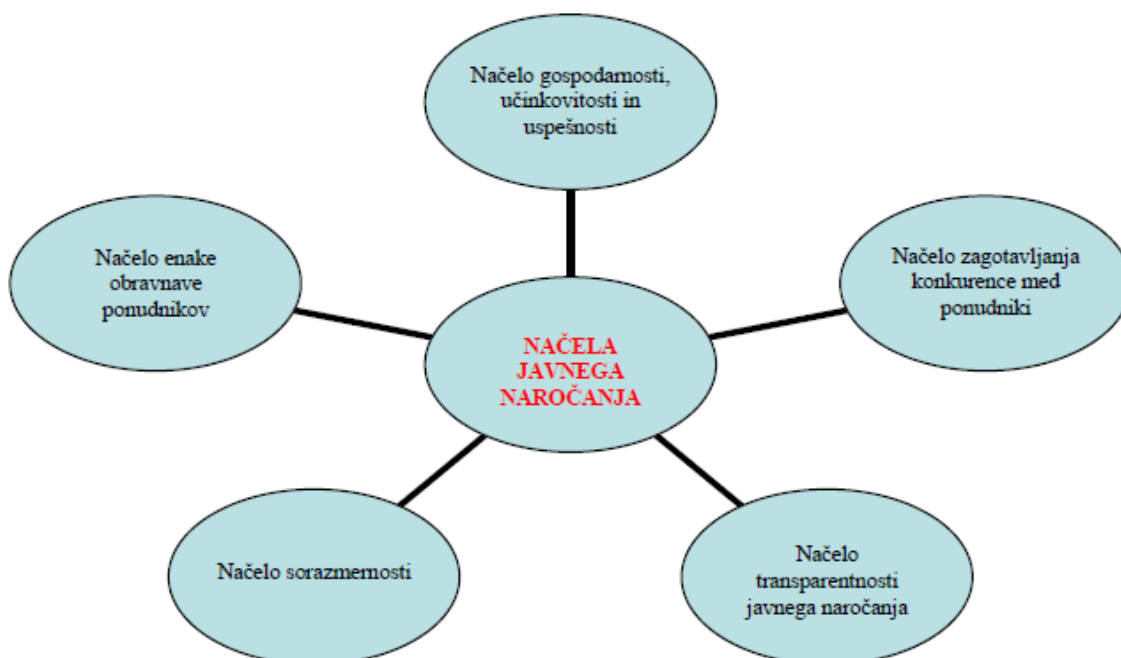 Načelo gospodarnosti,
učinkovitosti in
uspešnosti
Načelo enake
obravnave
ponudnikov
Načelo zagotavljanja
konkurence med
ponudniki
NAČELA
JAVNEGA
NAROČANJA
Načelo sorazmernosti
Načelo
transparentnosti
javnega naročanja